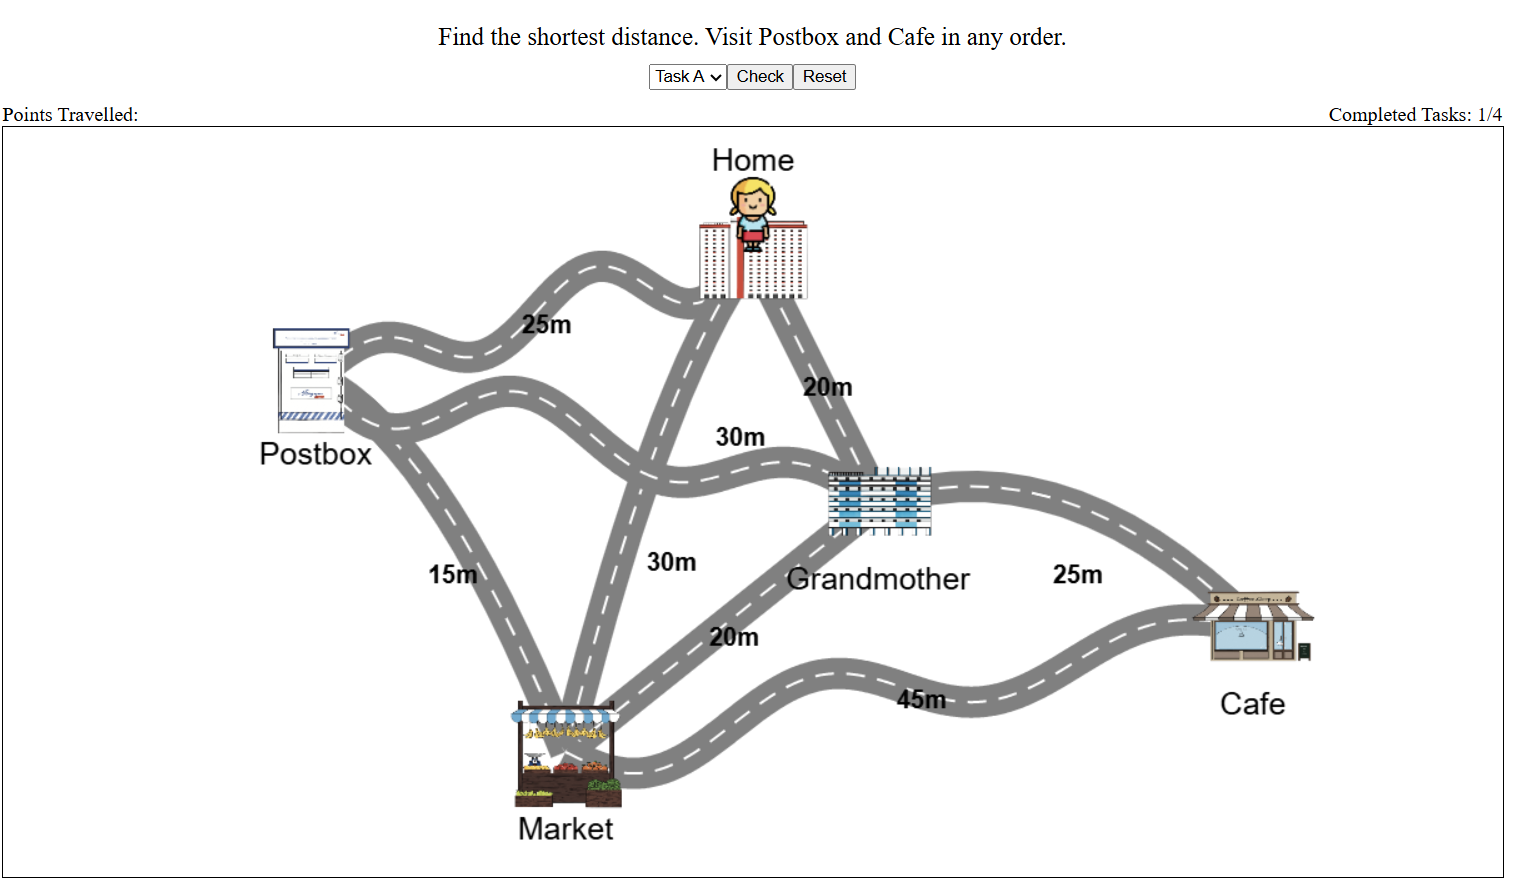 Find the shortest distance. Visit Postbox and Cafe in any order.
Task A Check Reset
Points Travelled: Completed Tasks: 1/4
Home
25m
20m
30m
Postbox
15m
30m
Grandmother
25m
20m
45m
Cafe
Market